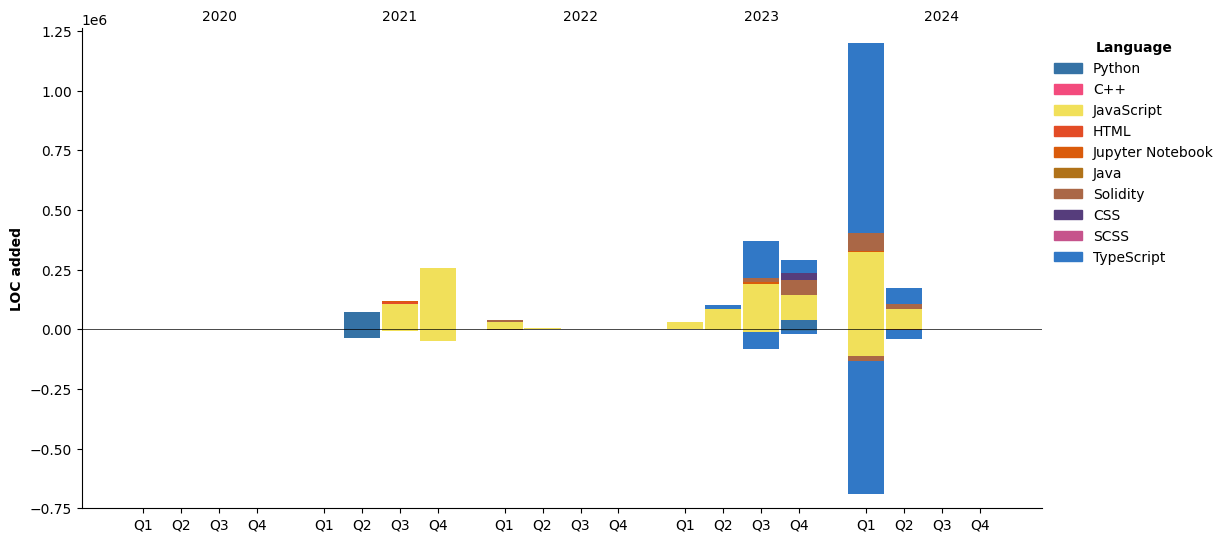 2020 2021 2022 2023 2024
1e6
1.25
1.00
0.75
0.50
0.25
0.00
−0.25
−0.50
−0.75
LOC added
Q1 Q2 Q3 Q4 Q1 Q2 Q3 Q4 Q1 Q2 Q3 Q4 Q1 Q2 Q3 Q4 Q1 Q2 Q3 Q4
Language
Python
C++
JavaScript
HTML
Jupyter Notebook
Java
Solidity
CSS
SCSS
TypeScript